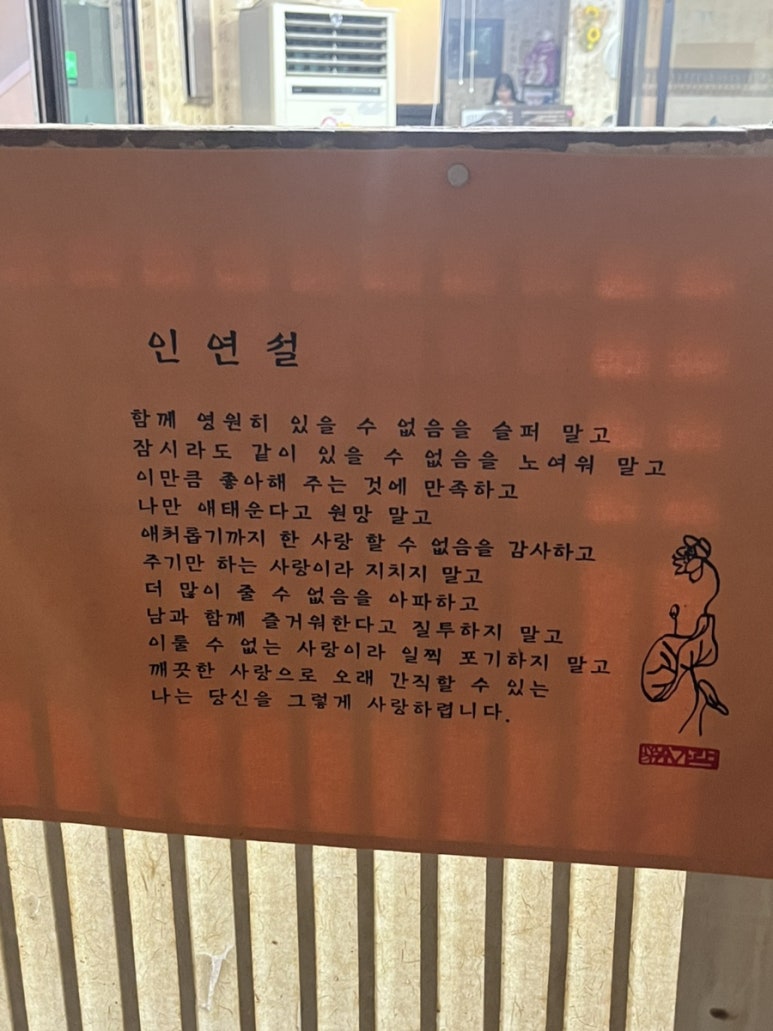 인연설
함께 영원히 있을 수 없음을 슬퍼 말고
잠시라도 같이 있을 수 없음을 노여워 말고
이만큼 좋아해 주는 것에 만족하고
나만 애태운다고 원망 말고
애처롭기까지 한 사랑 할 수 없음을 감사하고
주기만 하는 사랑이라 지치지 말고
더 많이 줄 수 없음을 아파하고
남과 함께 즐거워한다고 질투하지 말고
이룰 수 없는 사랑이라 일찍 포기하지 말고
깨끗한 사랑으로 오래 간직할 수 있는
나는 당신을 그렇게 사랑하렵니다.